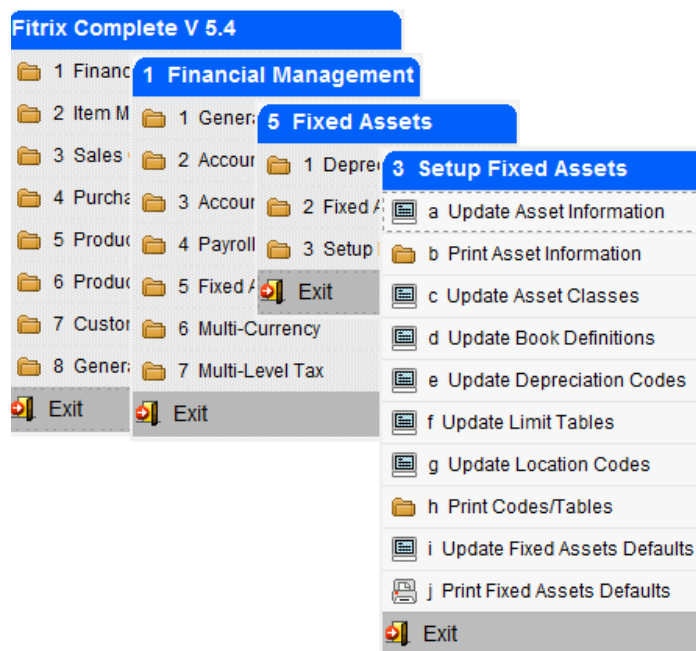 Fitrix Complete V 5.4
1 Financ
2 Item M
3 Sales
4 Purcha
5 Produc
6 Produc
7 Custor
8 Genera
Exit
1 Financial Management
1 Genera
2 Accour
3 Accour
4 Payroll
5 Fixed A
6 Multi-Currency
7 Multi-Level Tax
Exit
5 Fixed Assets
1 Deprec
2 Fixed A
3 Setup
Exit
3 Setup Fixed Assets
a Update Asset Information
b Print Asset Information
c Update Asset Classes
d Update Book Definitions
e Update Depreciation Codes
f Update Limit Tables
g Update Location Codes
h Print Codes/Tables
i Update Fixed Assets Defaults
j Print Fixed Assets Defaults
Exit